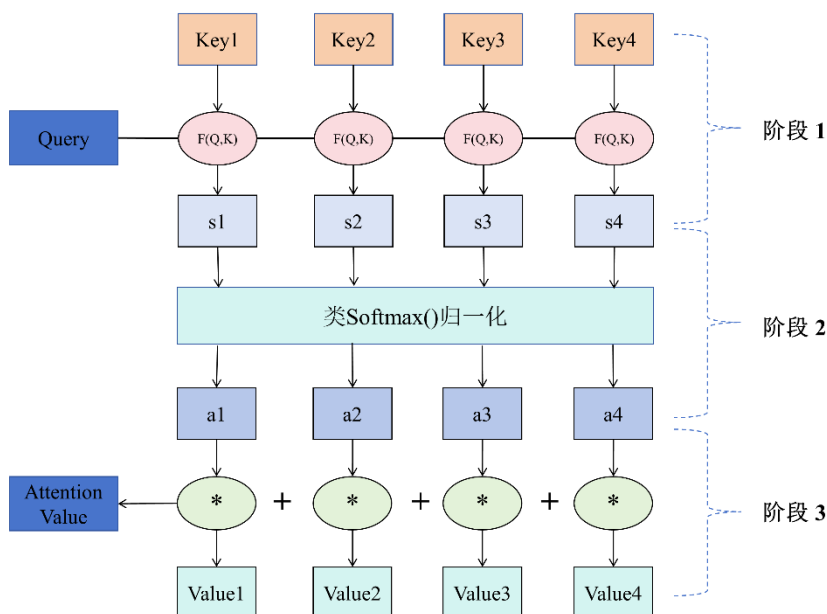 Key1 Key2 Key3 Key4
Query F(Q,K) F(Q,K) F(Q,K) F(Q,K) 阶段 1
s1 s2 s3 s4
类Softmax()归一化 阶段 2
a1 a2 a3 a4
Attention
Value
* + * + * + * 阶段 3
Value1 Value2 Value3 Value4